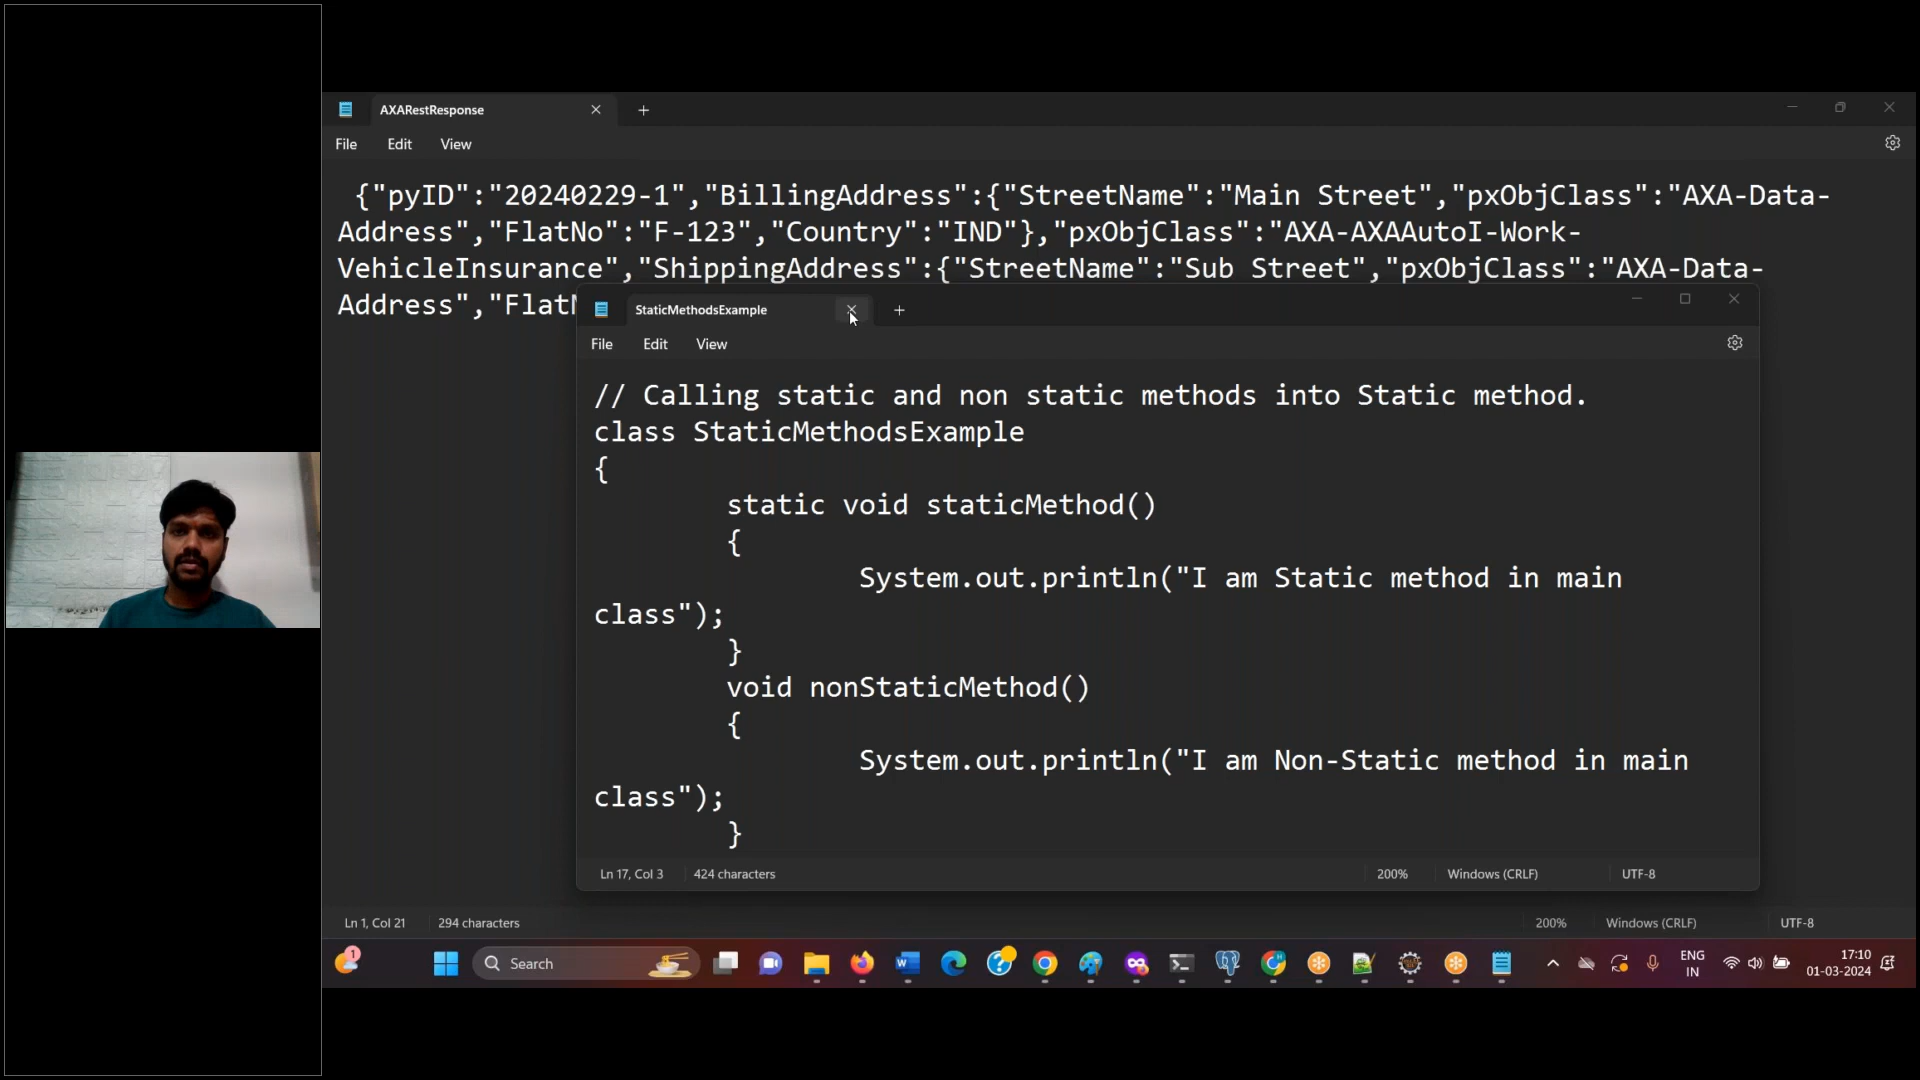 AXARestResponse
File Edit View
{"pyID":"20240229-1","BillingAddress":{"StreetName":"Main Street","pxObjClass":"AXA-Data-
Address","FlatNo":"F-123","Country":"IND"},"pxObjClass":"AXA-AXAAutoI-Work-
VehicleInsurance","ShippingAddress":{"StreetName":"Sub Street","pxObjClass":"AXA-Data-
Address","Flat
StaticMethodsExample
File Edit View
// Calling static and non static methods into Static method.
class StaticMethodsExample
{
static void staticMethod()
{
System.out.println("I am Static method in main
class");
}
void nonStaticMethod()
{
System.out.println("I am Non-Static method in main
class");
}
Ln 17, Col 3 424 characters 200% Windows (CRLF) UTF-8
Ln 1, Col 21 294 characters 200% Windows (CRLF) UTF-8
1 Search ENG 17:10
IN 01-03-2024